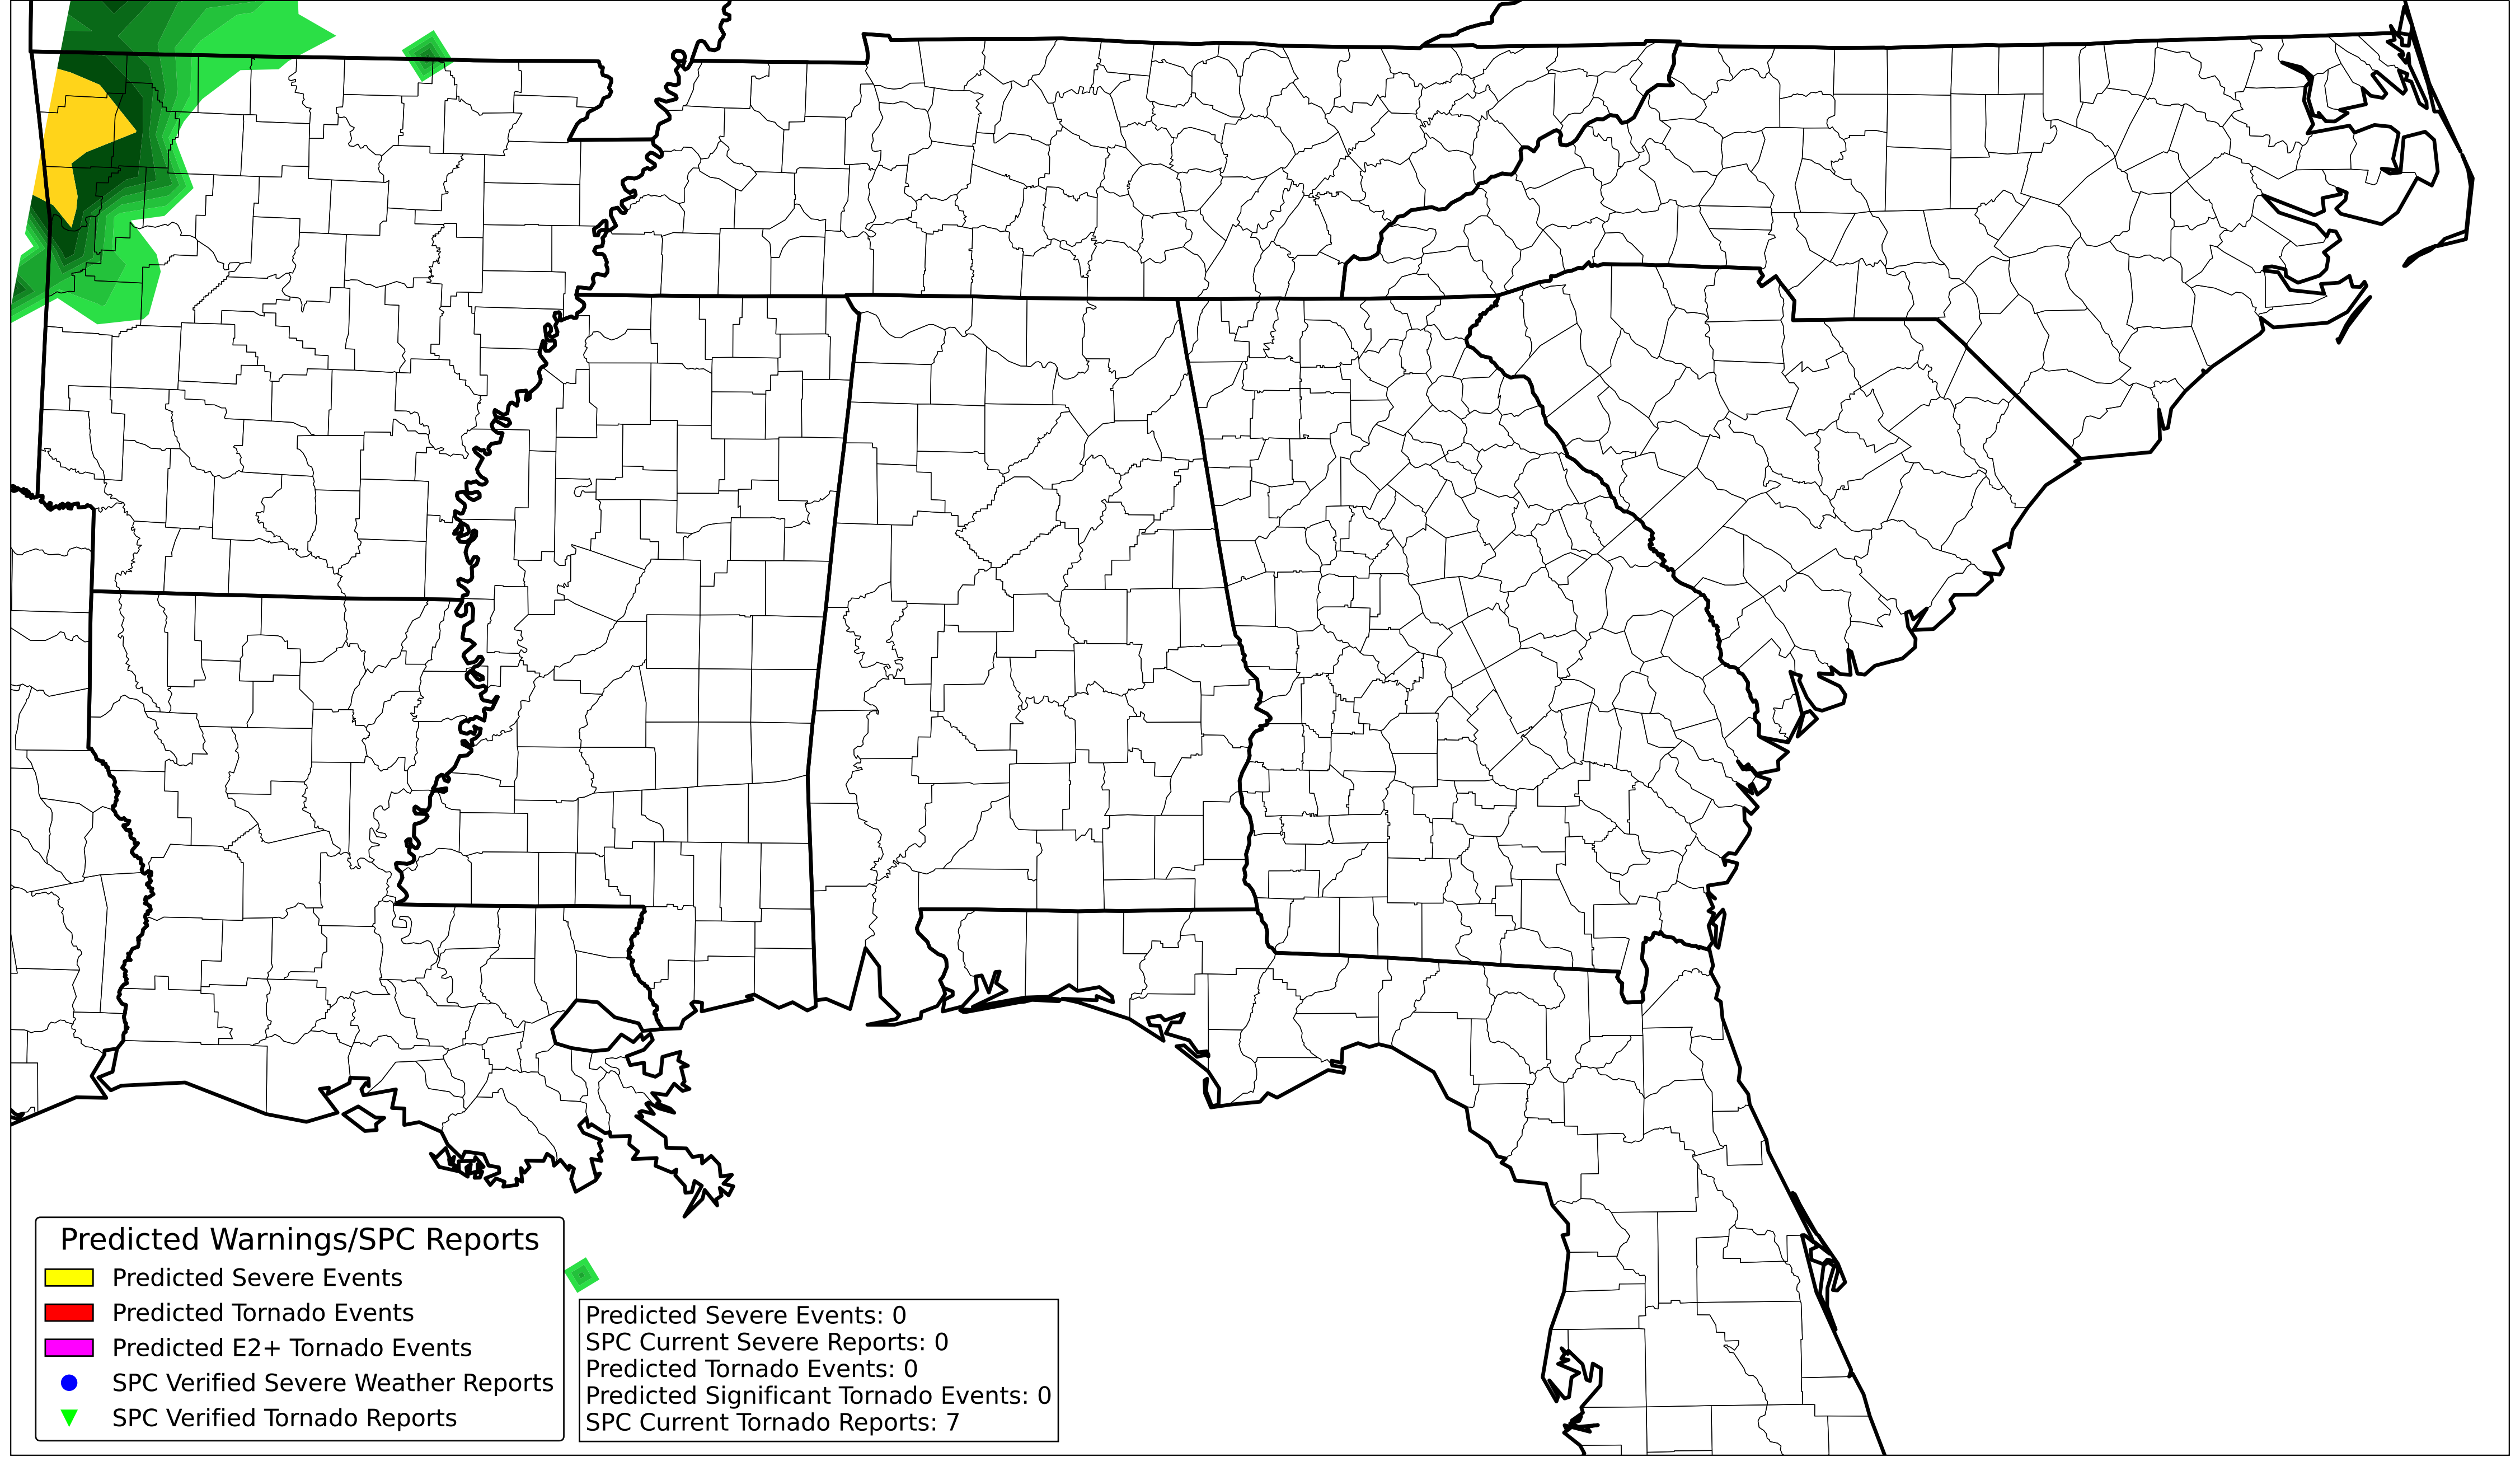 Predicted Warnings/SPC Reports
Predicted Severe Events
Predicted Tornado Events
Predicted E2+ Tornado Events
SPC Verified Severe Weather Reports
SPC Verified Tornado Reports
Predicted Severe Events: 0
SPC Current Severe Reports: 0
Predicted Tornado Events: 0
Predicted Significant Tornado Events: 0
SPC Current Tornado Reports: 7